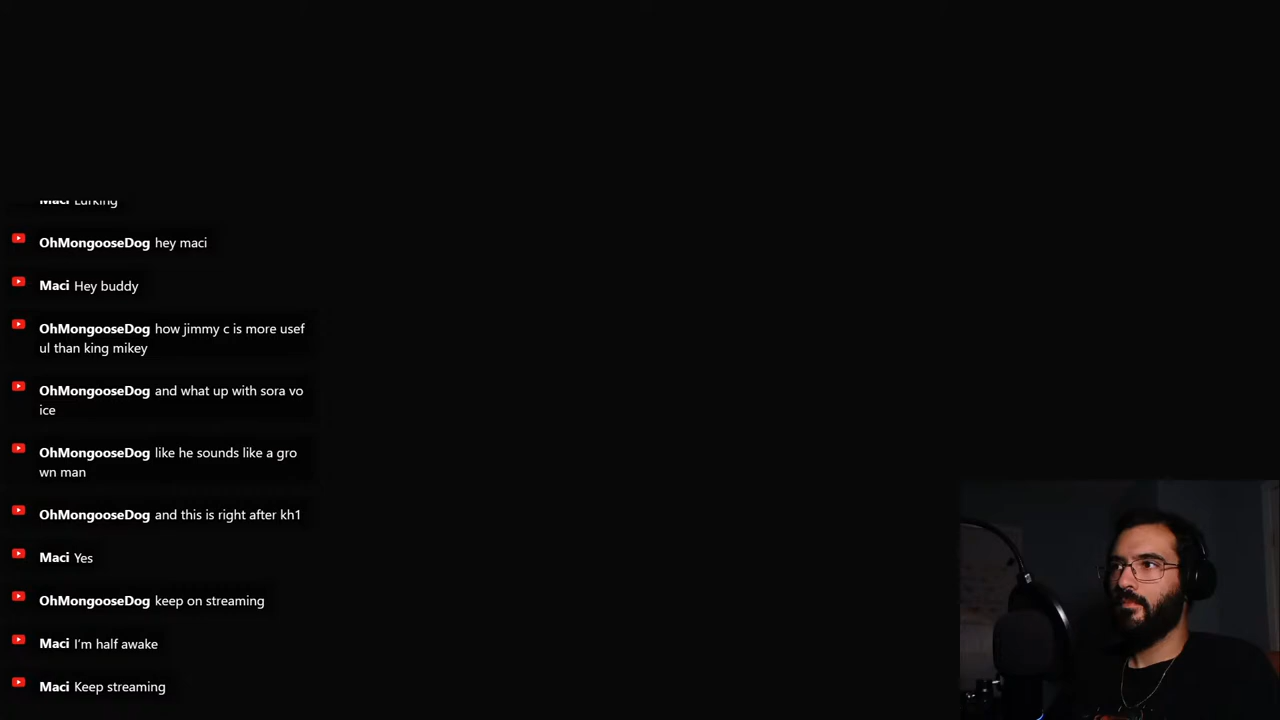 Maci Lurking
OhMongooseDog hey maci
Maci Hey buddy
OhMongooseDog how jimmy c is more usef
ul than king mikey
OhMongooseDog and what up with sora vo
ice
OhMongooseDog like he sounds like a gro
wn man
OhMongooseDog and this is right after kh1
Maci Yes
OhMongooseDog keep on streaming
Maci I'm half awake
Maci Keep streaming